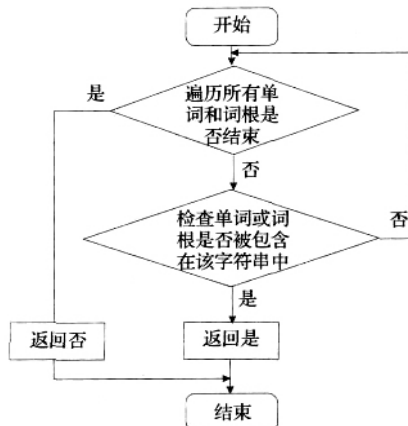 开始
是
遍历所有单
词和词根是
否结束
否
检查单词或词
根是否被包含
在该字符串中
否
是
返回否
返回是
结束